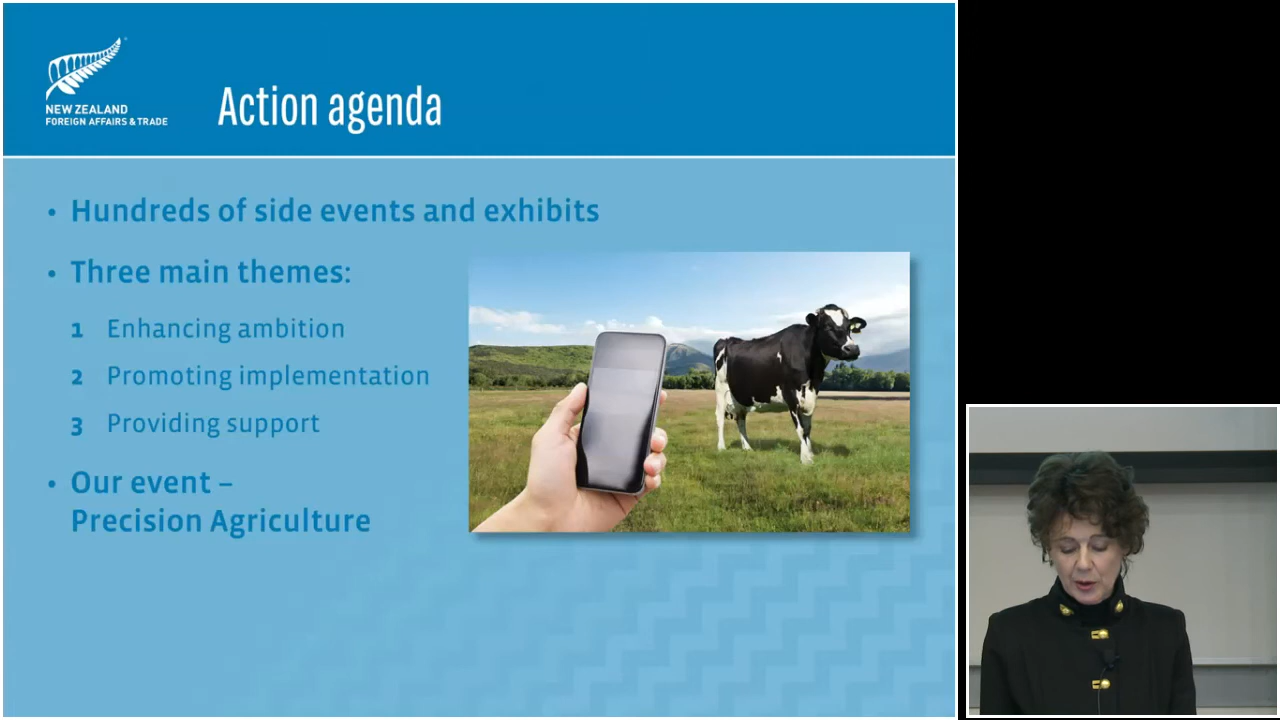 NEW ZEALAND
FOREIGN AFFAIRS & TRADE
Action agenda
• Hundreds of side events and exhibits
• Three main themes:
1 Enhancing ambition
2 Promoting implementation
3 Providing support
• Our event –
Precision Agriculture